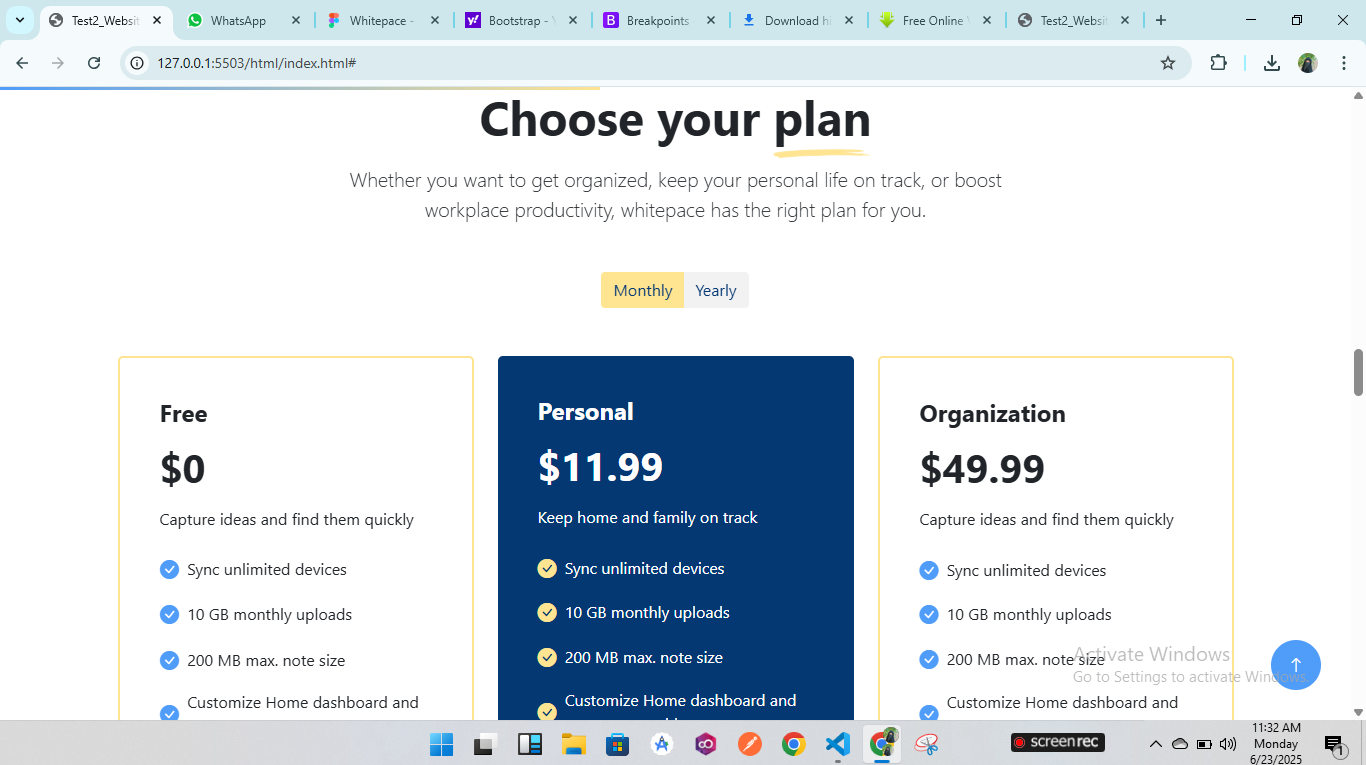 Test2_Websit
WhatsApp
Whitepace -
Bootstrap -
Breakpoints
Download hi
Free Online
Test2_Websit
127.0.0.1:5503/html/index.html#
Choose your plan
Whether you want to get organized, keep your personal life on track, or boost
workplace productivity, whitepace has the right plan for you.
Monthly Yearly
Free
$0
Capture ideas and find them quickly
Sync unlimited devices
10 GB monthly uploads
200 MB max. note size
Customize Home dashboard and
Personal
$11.99
Keep home and family on track
Sync unlimited devices
10 GB monthly uploads
200 MB max. note size
Customize Home dashboard and
Organization
$49.99
Capture ideas and find them quickly
Sync unlimited devices
10 GB monthly uploads
200 MB max. note size
Customize Home dashboard and
Activate Windows
Go to Settings to activate Windows.
screenrec
11:32 AM
Monday
6/23/2025
1